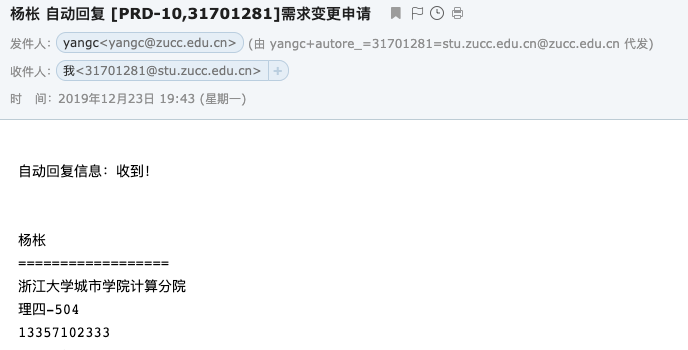 杨枨 自动回复 [PRD-10,31701281]需求变更申请
发件人： yangc<yangc@zucc.edu.cn> (由 yangc+autore_=31701281=stu.zucc.edu.cn@zucc.edu.cn 代发)
收件人： 我<31701281@stu.zucc.edu.cn> +
时 间： 2019年12月23日 19:43 (星期一)
自动回复信息：收到!
杨枨
==================
浙江大学城市学院计算分院
理四-504
13357102333